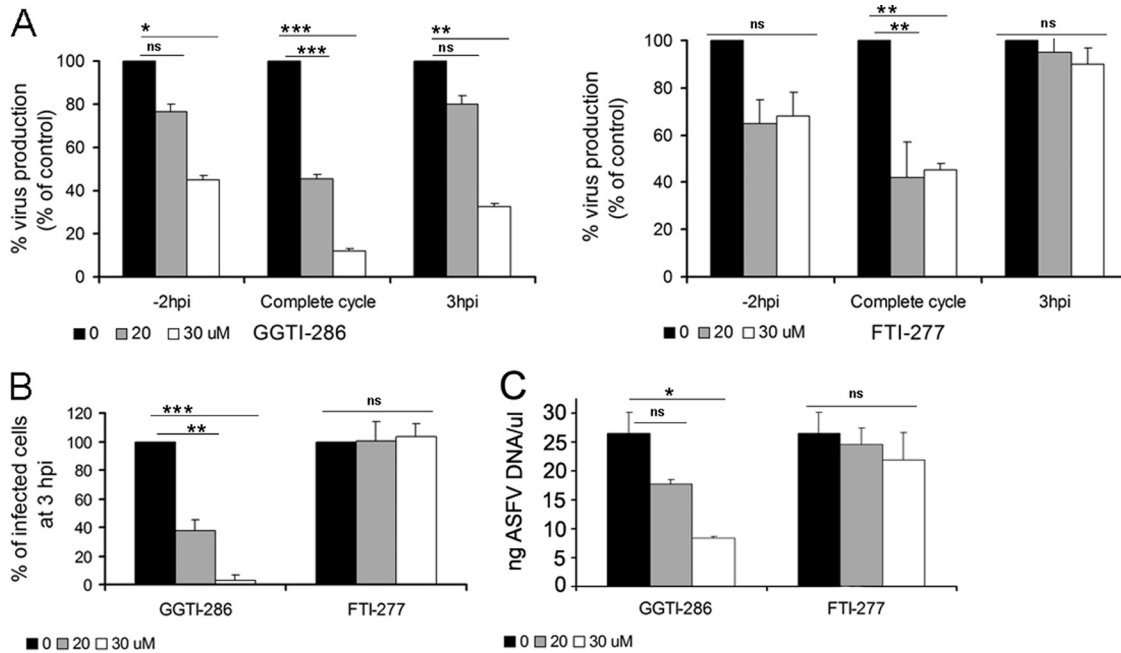 A
* ns *** *** ** ns
% virus production
(% of control)
100
80
60
40
20
0
-2hpi Complete cycle 3hpi
0 20 30 uM GGTI-286
ns ** ** ns
% virus production
(% of control)
100
80
60
40
20
0
-2hpi Complete cycle 3hpi
0 20 30 uM FTI-277
B
*** ** ns
% of infected cells
at 3 hpi
120
100
80
60
40
20
0
GGTI-286 FTI-277
0 20 30 uM
C
* ns ns
ng ASFV DNA/ul
30
25
20
15
10
5
0
GGTI-286 FTI-277
0 20 30 uM